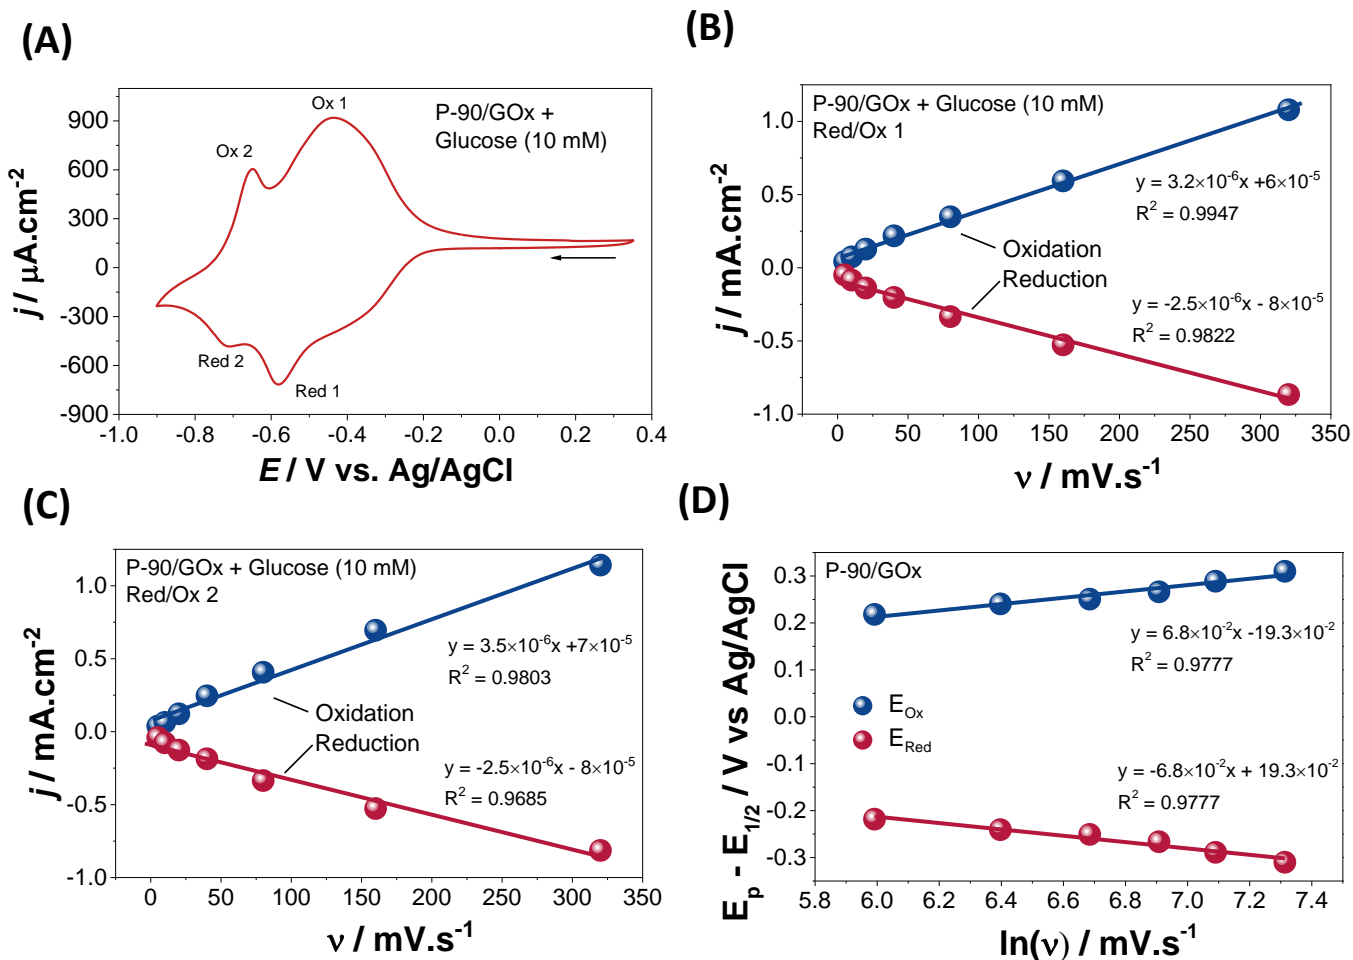 (A)
900
600
300
0
-300
-600
-900
j / μA.cm⁻²
Ox 1
Ox 2
P-90/GOx +
Glucose (10 mM)
Red 2
Red 1
-1.0 -0.8 -0.6 -0.4 -0.2 0.0 0.2 0.4
E / V vs. Ag/AgCl
(B)
1.0
0.5
0.0
-0.5
-1.0
j / mA.cm⁻²
P-90/GOx + Glucose (10 mM)
Red/Ox 1
y = 3.2×10⁻⁶x +6×10⁻⁵
R² = 0.9947
Oxidation
Reduction
y = -2.5×10⁻⁶x - 8×10⁻⁵
R² = 0.9822
0 50 100 150 200 250 300 350
ν / mV.s⁻¹
(C)
1.0
0.5
0.0
-0.5
-1.0
j / mA.cm⁻²
P-90/GOx + Glucose (10 mM)
Red/Ox 2
y = 3.5×10⁻⁶x +7×10⁻⁵
R² = 0.9803
Oxidation
Reduction
y = -2.5×10⁻⁶x - 8×10⁻⁵
R² = 0.9685
0 50 100 150 200 250 300 350
ν / mV.s⁻¹
(D)
0.3
0.2
0.1
0.0
-0.1
-0.2
-0.3
E_p - E_1/2 / V vs Ag/AgCl
P-90/GOx
y = 6.8×10⁻²x -19.3×10⁻²
R² = 0.9777
E_Ox
E_Red
y = -6.8×10⁻²x + 19.3×10⁻²
R² = 0.9777
5.8 6.0 6.2 6.4 6.6 6.8 7.0 7.2 7.4
ln(ν) / mV.s⁻¹